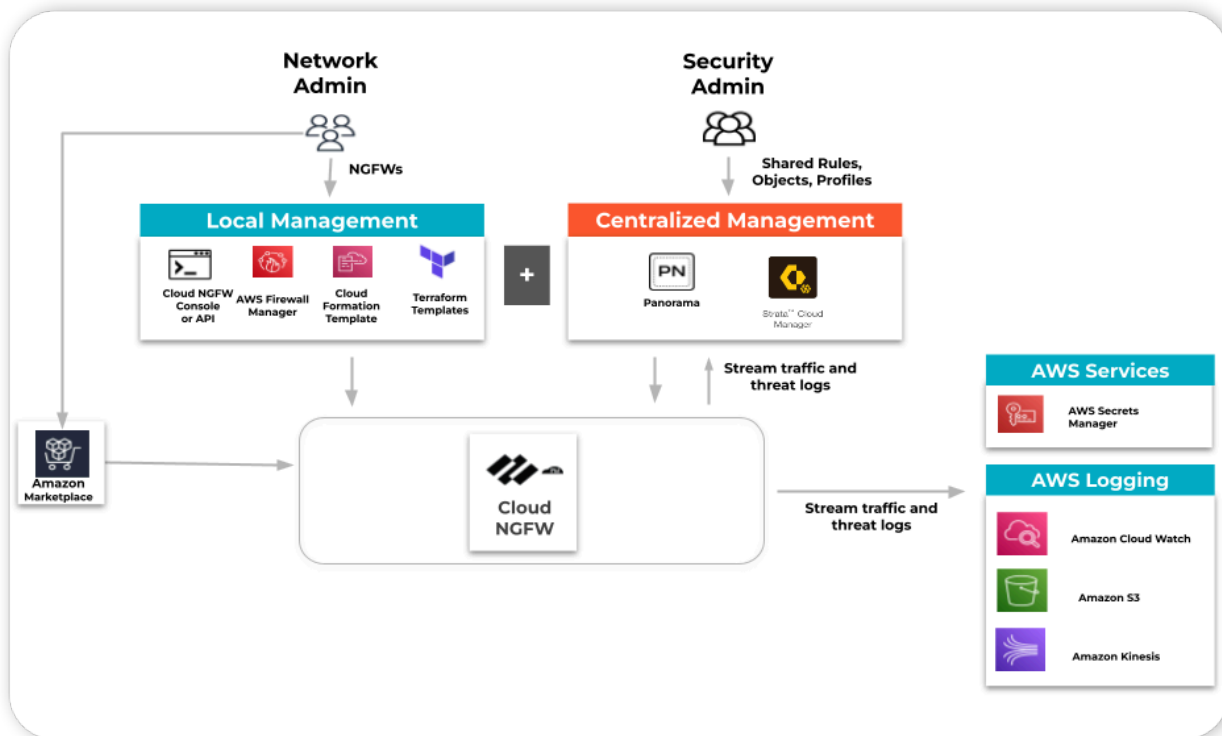 Network
Admin
Security
Admin
NGFWs
Shared Rules,
Objects, Profiles
Local Management
Cloud NGFW
Console
or API
AWS Firewall
Manager
Cloud
Formation
Template
Terraform
Templates
+
Centralized Management
PN
Panorama
Strata™ Cloud
Manager
Stream traffic and
threat logs
AWS Services
AWS Secrets
Manager
Amazon
Marketplace
Cloud
NGFW
Stream traffic and
threat logs
AWS Logging
Amazon Cloud Watch
Amazon S3
Amazon Kinesis